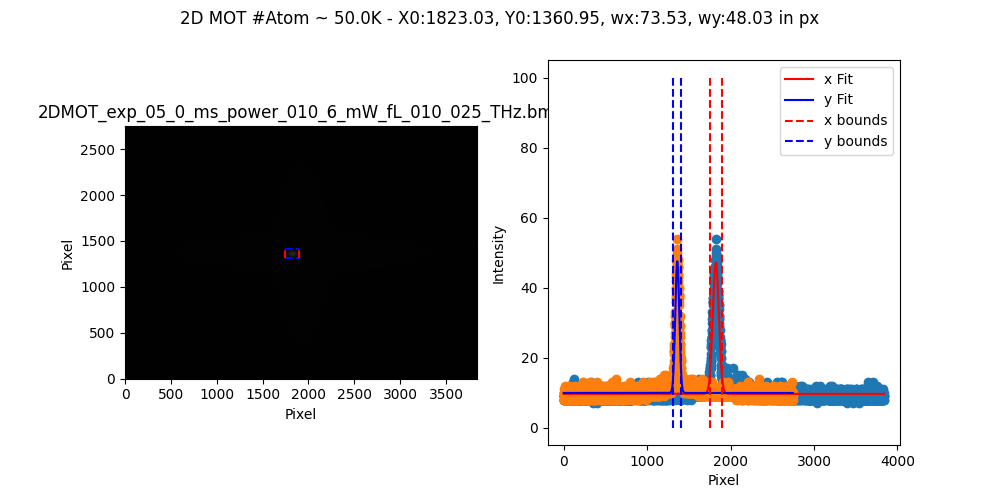 2D MOT #Atom ~ 50.0K - X0:1823.03, Y0:1360.95, wx:73.53, wy:48.03 in px
2DMOT_exp_05_0_ms_power_010_6_mW_fL_010_025_THz.bm
Pixel
2500
2000
1500
1000
500
0
0
500
1000
1500
2000
2500
3000
3500
Pixel
Intensity
100
80
60
40
20
0
0
1000
2000
3000
4000
Pixel
x Fit
y Fit
x bounds
y bounds